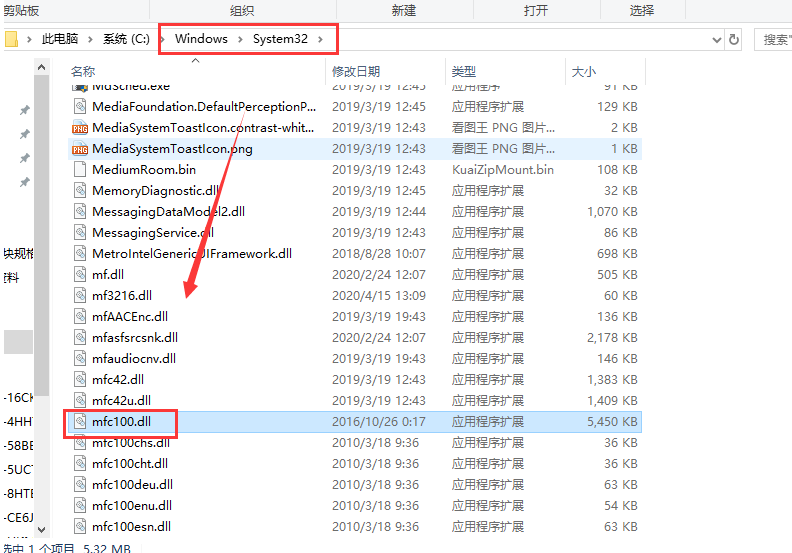 剪贴板 组织 新建 打开 选择
此电脑 › 系统 (C:) › Windows › System32 › 搜索"
名称 修改日期 类型 大小
MdSched.exe 2019/3/19 12:45 应用程序 91 KB
MediaFoundation.DefaultPerceptionP... 2019/3/19 12:45 应用程序扩展 129 KB
MediaSystemToastIcon.contrast-whit... 2019/3/19 12:43 看图王 PNG 图片... 2 KB
MediaSystemToastIcon.png 2019/3/19 12:43 看图王 PNG 图片... 1 KB
MediumRoom.bin 2019/3/19 12:43 KuaiZipMount.bin 108 KB
MemoryDiagnostic.dll 2019/3/19 12:45 应用程序扩展 32 KB
MessagingDataModel2.dll 2019/3/19 12:44 应用程序扩展 1,070 KB
MessagingService.dll 2019/3/19 12:45 应用程序扩展 86 KB
MetroIntelGenericUIFramework.dll 2018/8/28 10:07 应用程序扩展 698 KB
块规格
mf.dll 2020/2/24 12:07 应用程序扩展 505 KB
资料
mf3216.dll 2020/4/15 13:09 应用程序扩展 60 KB
mfAACEnc.dll 2019/3/19 19:43 应用程序扩展 136 KB
mfasfsrcsnk.dll 2020/2/24 12:07 应用程序扩展 2,178 KB
mfaudiocnv.dll 2019/3/19 19:43 应用程序扩展 146 KB
mfc42.dll 2019/3/19 12:43 应用程序扩展 1,383 KB
-16CK
mfc42u.dll 2019/3/19 12:43 应用程序扩展 1,409 KB
-4HH
mfc100.dll 2016/10/26 0:17 应用程序扩展 5,450 KB
-58BE
mfc100chs.dll 2010/3/18 9:36 应用程序扩展 36 KB
-5UCT
mfc100cht.dll 2010/3/18 9:36 应用程序扩展 36 KB
mfc100deu.dll 2010/3/18 9:36 应用程序扩展 63 KB
-8HTE
mfc100enu.dll 2010/3/18 9:36 应用程序扩展 54 KB
-CE6J
mfc100esn.dll 2010/3/18 9:36 应用程序扩展 63 KB
选中 1 个项目 5.32 MB